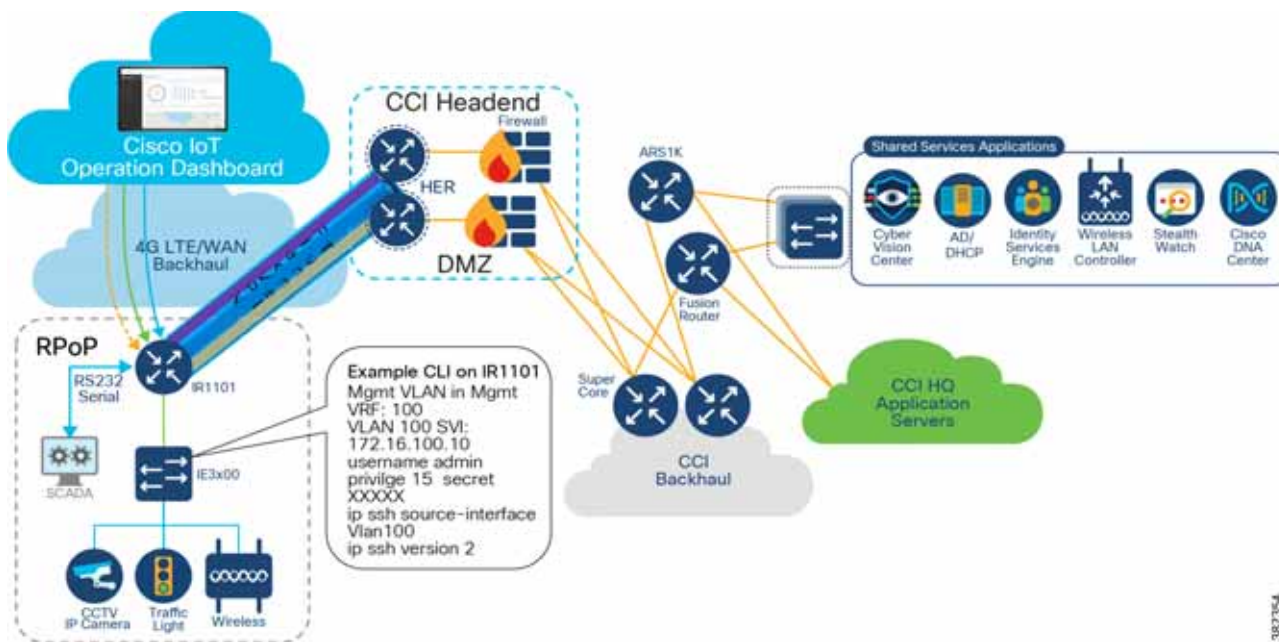 Cisco IoT
Operation Dashboard
4G LTE/WAN
Backhaul
CCI Headend
Firewall
HER
DMZ
RPoP
IR1101
RS232
Serial
SCADA
IE3x00
CCTV
IP Camera
Traffic
Light
Wireless
Example CLI on IR1101
Mgmt VLAN in Mgmt
VRF: 100
VLAN 100 SVI:
172.16.100.10
username admin
privilge 15 secret
XXXXX
ip ssh source-interface
Vlan100
ip ssh version 2
ARS1K
Fusion
Router
Super
Core
CCI
Backhaul
Shared Services Applications
Cyber
Vision
Center
AD/
DHCP
Identity
Services
Engine
Wireless
LAN
Controller
Stealth
Watch
Cisco
DNA
Center
CCI HQ
Application
Servers
387354